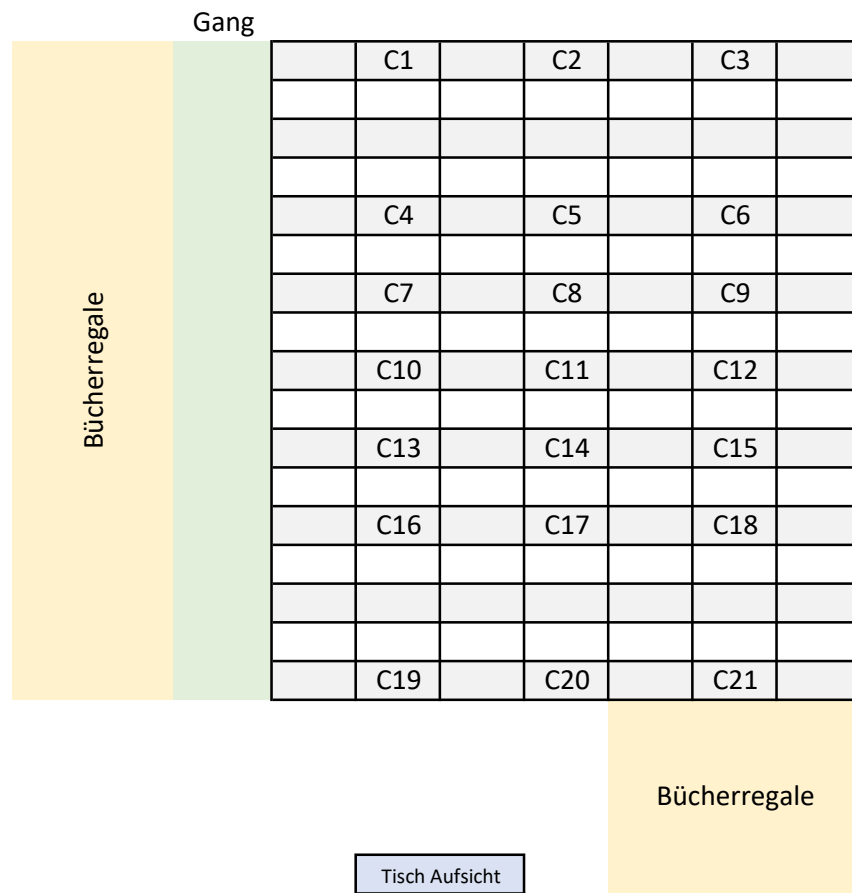 Gang
C1 C2 C3
C4 C5 C6
C7 C8 C9
C10 C11 C12
C13 C14 C15
C16 C17 C18
C19 C20 C21
Bücherregale
Bücherregale
Tisch Aufsicht